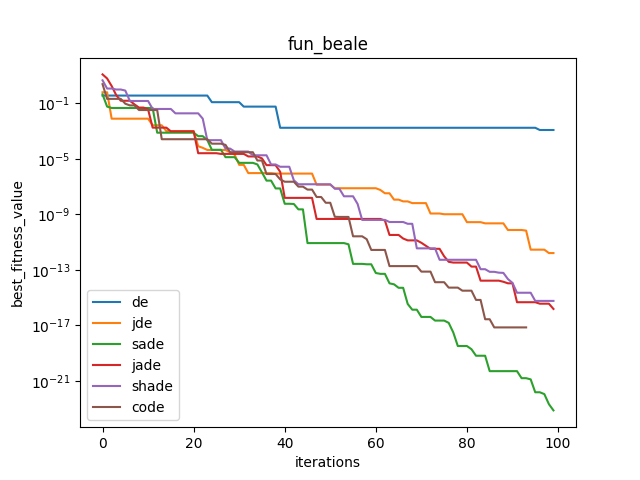 fun_beale
best_fitness_value
10⁻¹
10⁻⁵
10⁻⁹
10⁻¹³
10⁻¹⁷
10⁻²¹
de
jde
sade
jade
shade
code
0 20 40 60 80 100
iterations